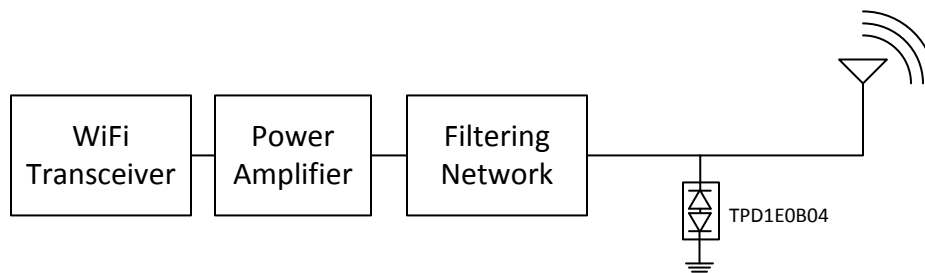 WiFi
Transceiver
Power
Amplifier
Filtering
Network
TPD1E0B04